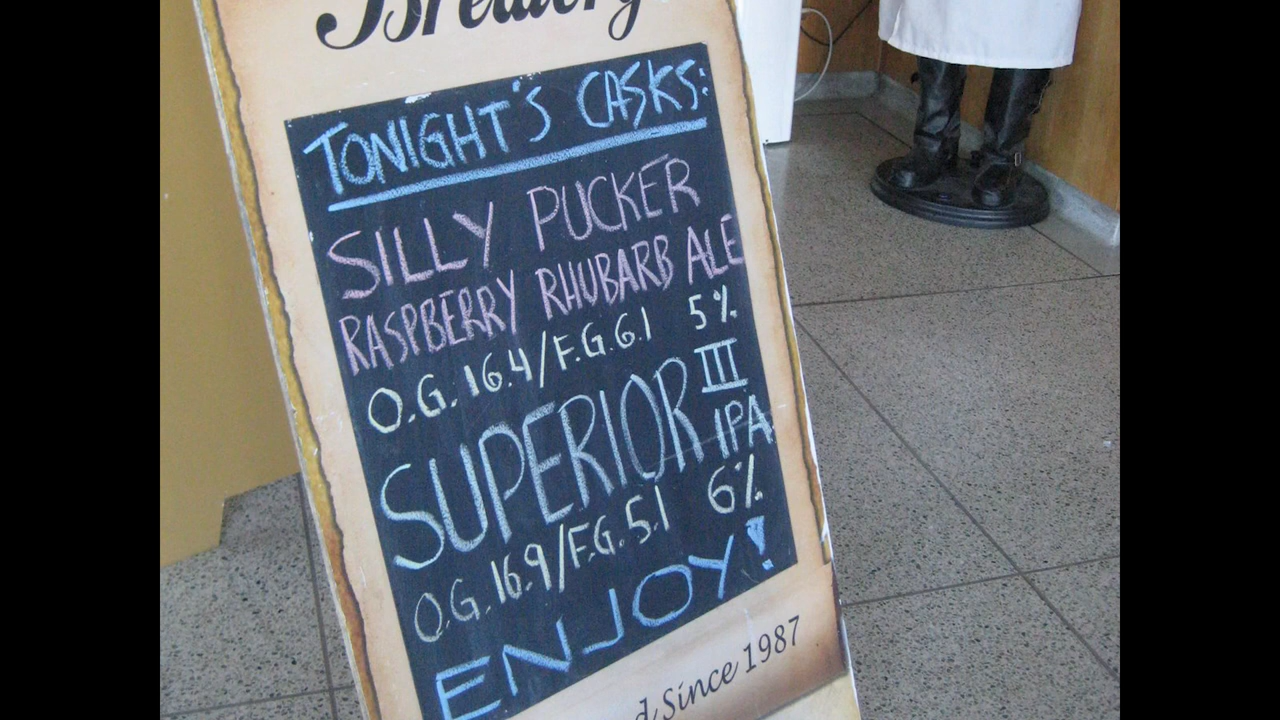 Brewery
TONIGHT'S CASKS:
SILLY PUCKER
RASPBERRY RHUBARB ALE
O.G. 16.4/F.G. 6.1 5%
SUPERIOR III
IPA
O.G. 16.9/F.G. 5.1 6%
ENJOY!
Since 1987